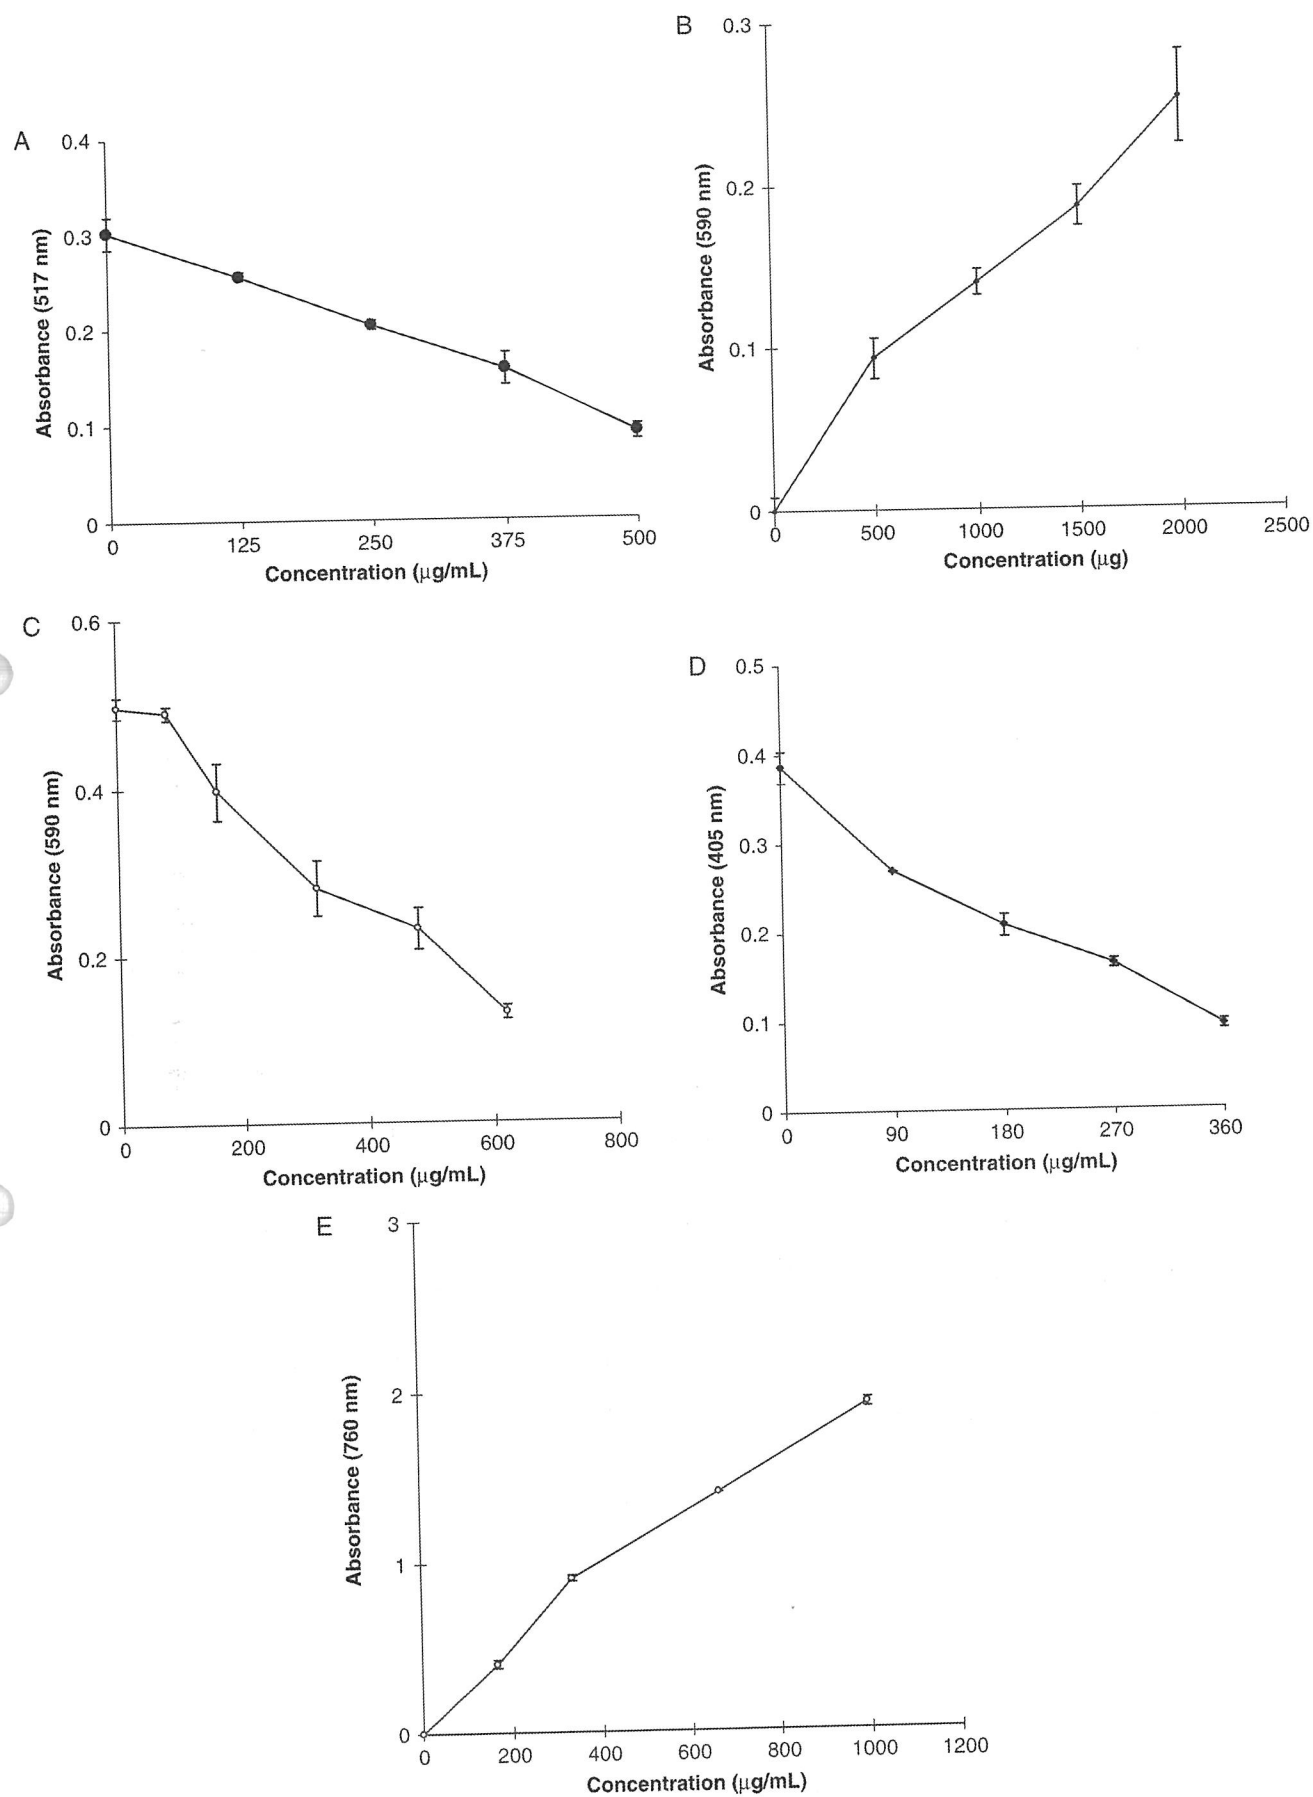 A
0.4
0.3
0.2
0.1
0
Absorbance (517 nm)
0 125 250 375 500
Concentration (μg/mL)
B
0.3
0.2
0.1
0
Absorbance (590 nm)
0 500 1000 1500 2000 2500
Concentration (μg)
C
0.6
0.4
0.2
0
Absorbance (590 nm)
0 200 400 600 800
Concentration (μg/mL)
D
0.5
0.4
0.3
0.2
0.1
0
Absorbance (405 nm)
0 90 180 270 360
Concentration (μg/mL)
E
3
2
1
0
Absorbance (760 nm)
0 200 400 600 800 1000 1200
Concentration (μg/mL)